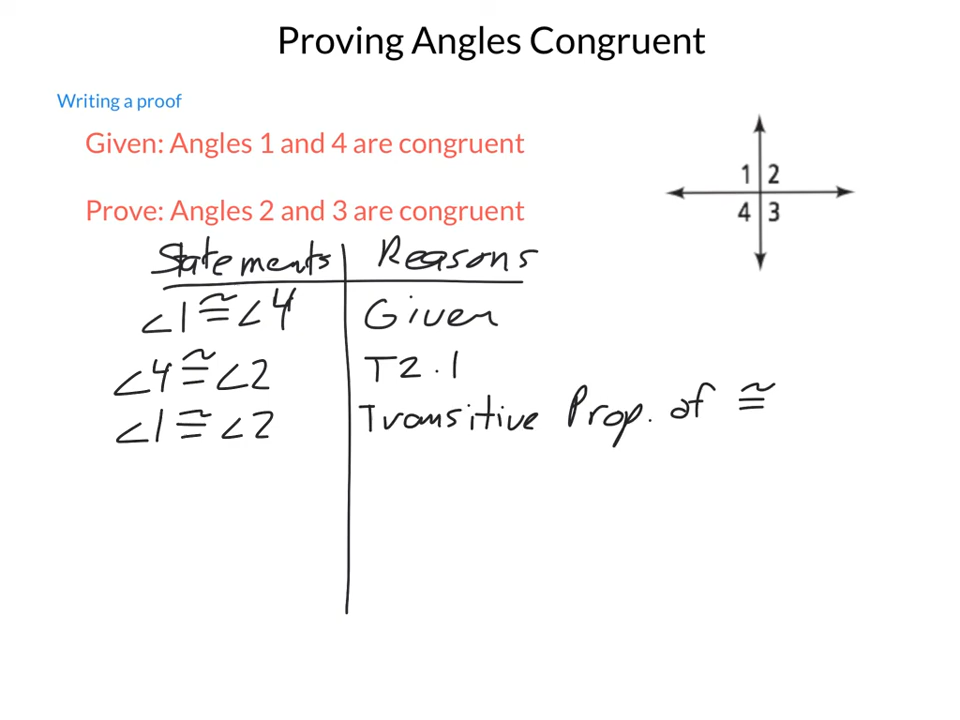 Proving Angles Congruent
Writing a proof
Given: Angles 1 and 4 are congruent
Prove: Angles 2 and 3 are congruent
1 2
4 3
Statements Reasons
∠1 ≅ ∠4 Given
∠4 ≅ ∠2 T2.1
∠1 ≅ ∠2 Transitive Prop. of ≅